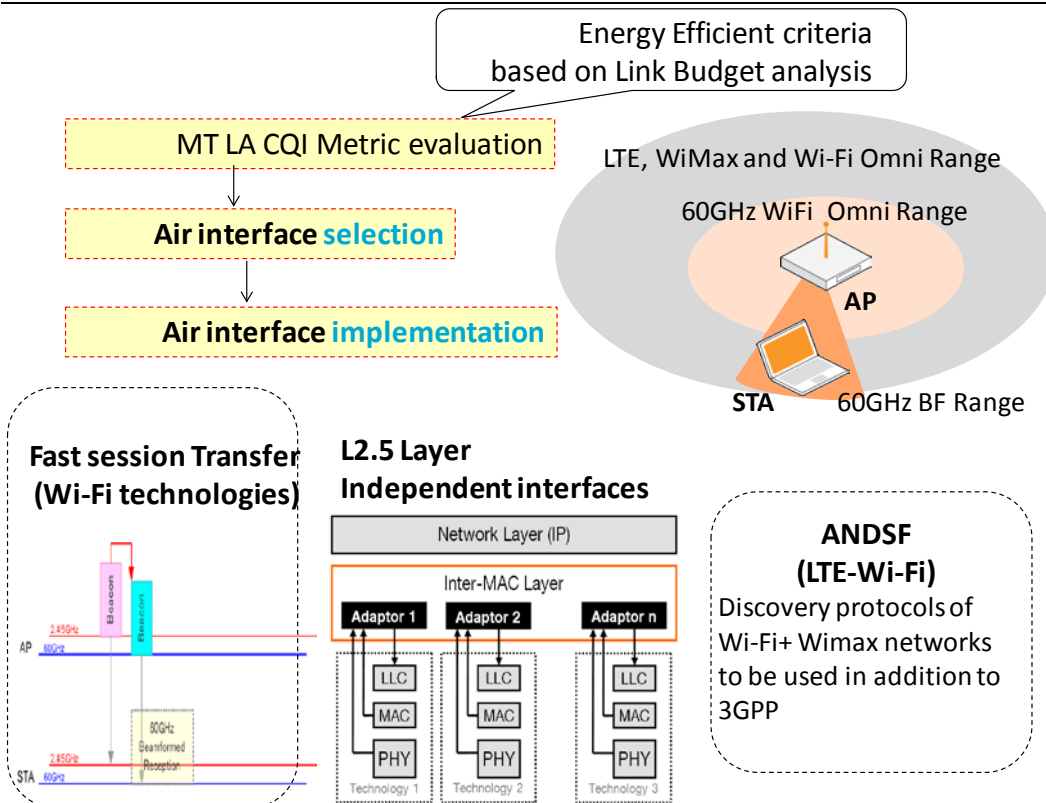 Energy Efficient criteria
based on Link Budget analysis
MT LA CQI Metric evaluation
Air interface selection
Air interface implementation
LTE, WiMax and Wi-Fi Omni Range
60GHz WiFi Omni Range
AP
STA
60GHz BF Range
Fast session Transfer
(Wi-Fi technologies)
Beacon
Beacon
2.4/5GHz
AP
60GHz
60GHz
Beamformed
Reception
2.4/5GHz
STA
60GHz
L2.5 Layer
Independent interfaces
Network Layer (IP)
Inter-MAC Layer
Adaptor 1
Adaptor 2
Adaptor n
LLC
LLC
LLC
MAC
MAC
MAC
PHY
PHY
PHY
Technology 1
Technology 2
Technology 3
ANDSF
(LTE-Wi-Fi)
Discovery protocols of
Wi-Fi+ Wimax networks
to be used in addition to
3GPP